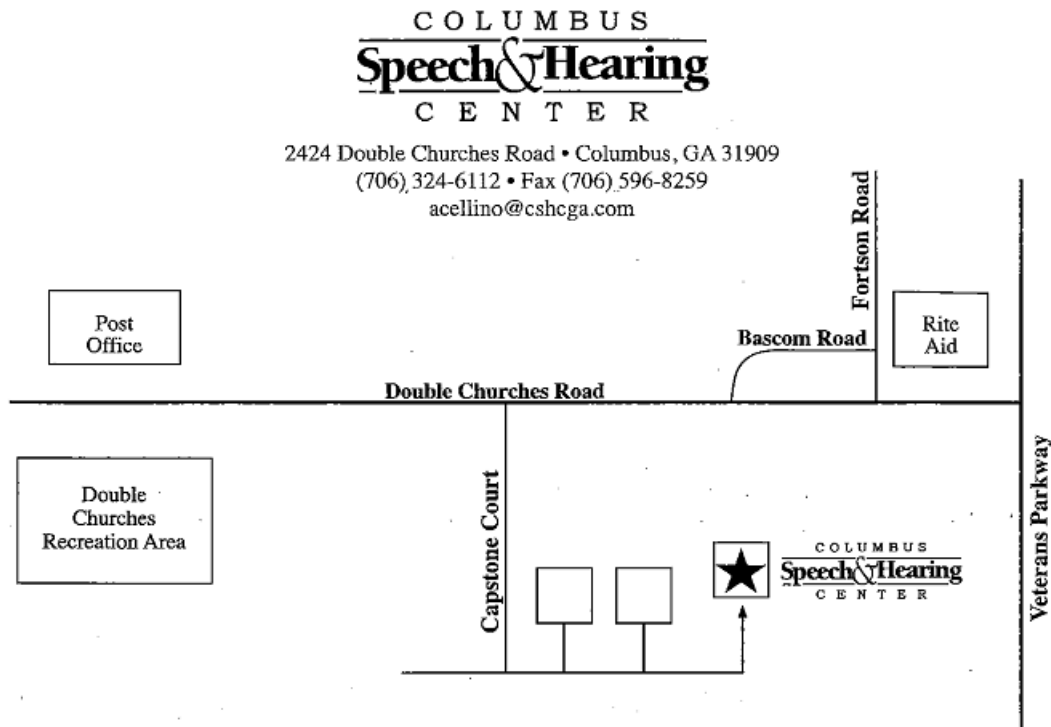 COLUMBUS
Speech & Hearing
CENTER
2424 Double Churches Road • Columbus, GA 31909
(706) 324-6112 • Fax (706) 596-8259
acellino@cshcga.com
Fortson Road
Post
Office
Rite
Aid
Bascom Road
Double Churches Road
Double
Churches
Recreation Area
Capstone Court
COLUMBUS
Speech & Hearing
CENTER
Veterans Parkway